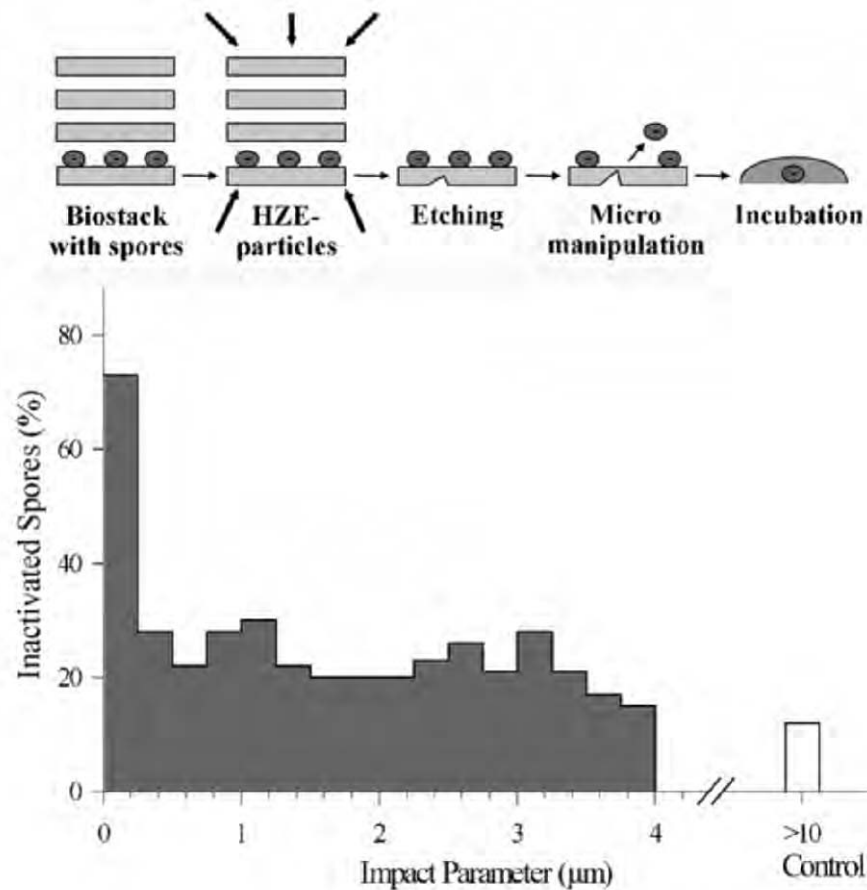 Biostack
with spores
HZE-
particles
Etching
Micro
manipulation
Incubation
Inactivated Spores (%)
80
60
40
20
0
0
1
2
3
4
>10
Impact Parameter (μm)
Control